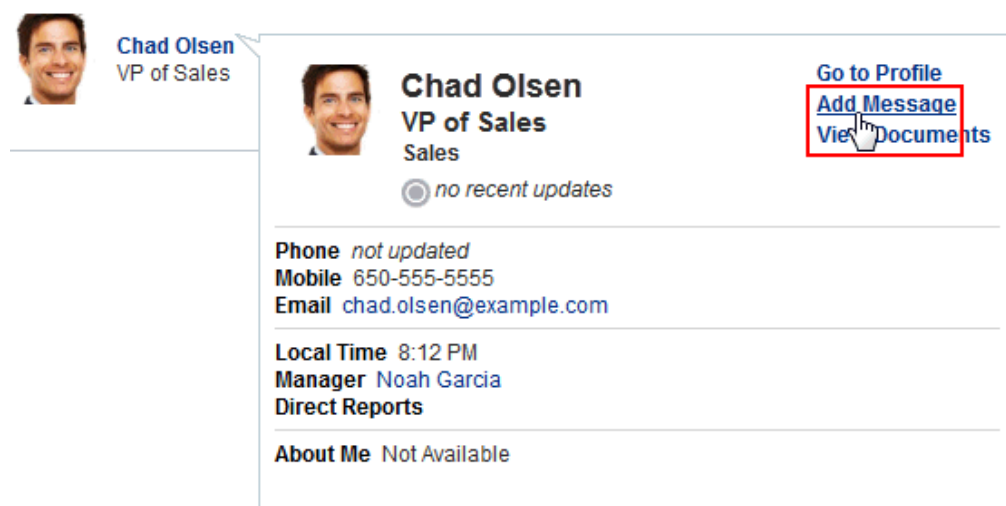 Chad Olsen
VP of Sales
Chad Olsen
VP of Sales
Sales
no recent updates
Go to Profile
Add Message
View Documents
Phone not updated
Mobile 650-555-5555
Email chad.olsen@example.com
Local Time 8:12 PM
Manager Noah Garcia
Direct Reports
About Me Not Available